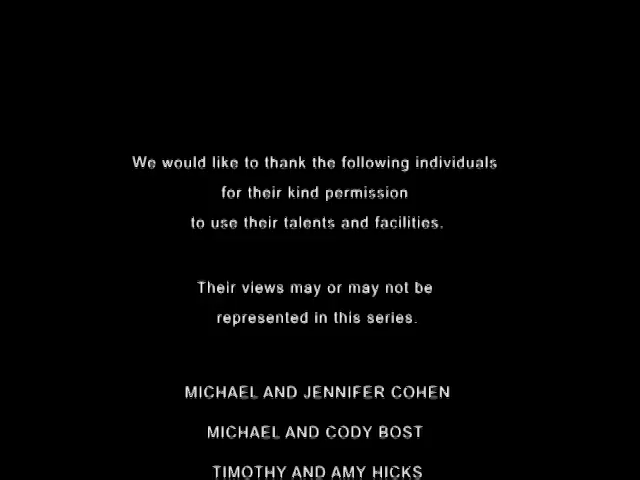 We would like to thank the following individuals
for their kind permission
to use their talents and facilities.
Their views may or may not be
represented in this series.
MICHAEL AND JENNIFER COHEN
MICHAEL AND CODY BOST
TIMOTHY AND AMY HICKS